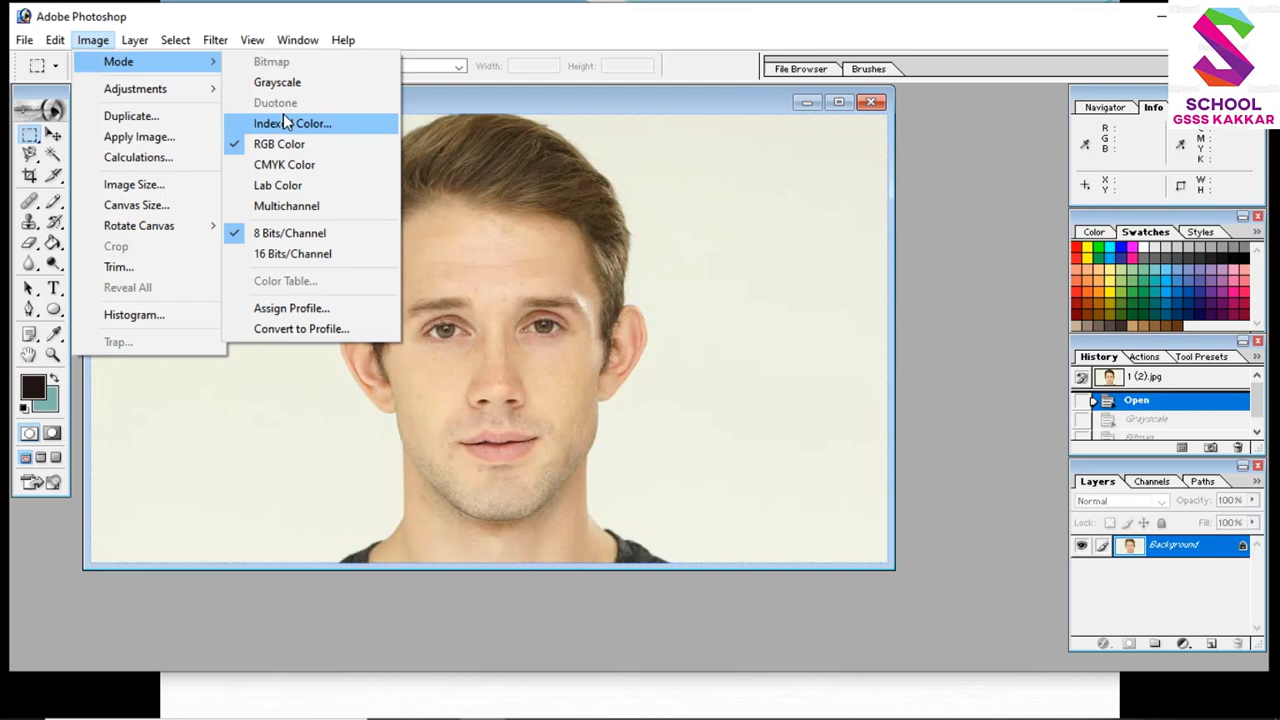 Adobe Photoshop
File Edit Image Layer Select Filter View Window Help
Width: Height: File Browser Brushes
SCHOOL
GSSS KAKKAR
Mode
Adjustments
Duplicate...
Apply Image...
Calculations...
Image Size...
Canvas Size...
Rotate Canvas
Crop
Trim...
Reveal All
Histogram...
Trap...
Bitmap
Grayscale
Duotone
Indexed Color...
RGB Color
CMYK Color
Lab Color
Multichannel
8 Bits/Channel
16 Bits/Channel
Color Table...
Assign Profile...
Convert to Profile...
Navigator Info
R : C :
G : M :
B : Y :
K :
X : W :
Y : H :
Color Swatches Styles
History Actions Tool Presets
1 (2).jpg
Open
Grayscale
Bitmap
Layers Channels Paths
Normal Opacity: 100%
Lock: Fill: 100%
Background